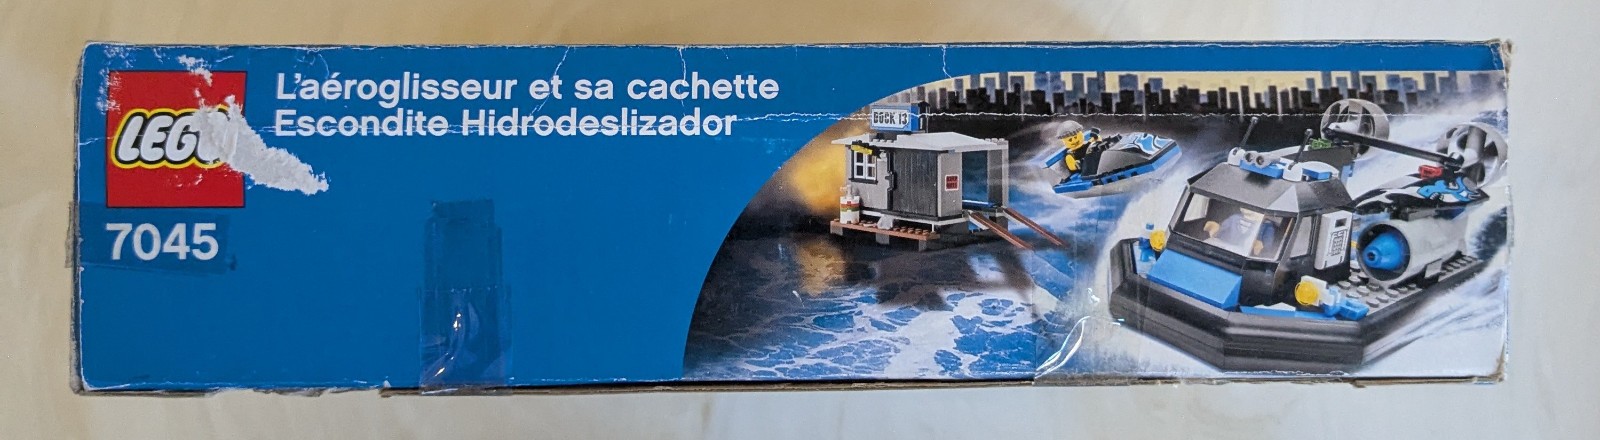 LEGO
7045
L'aéroglisseur et sa cachette
Escondite Hidrodeslizador
DOCK 13